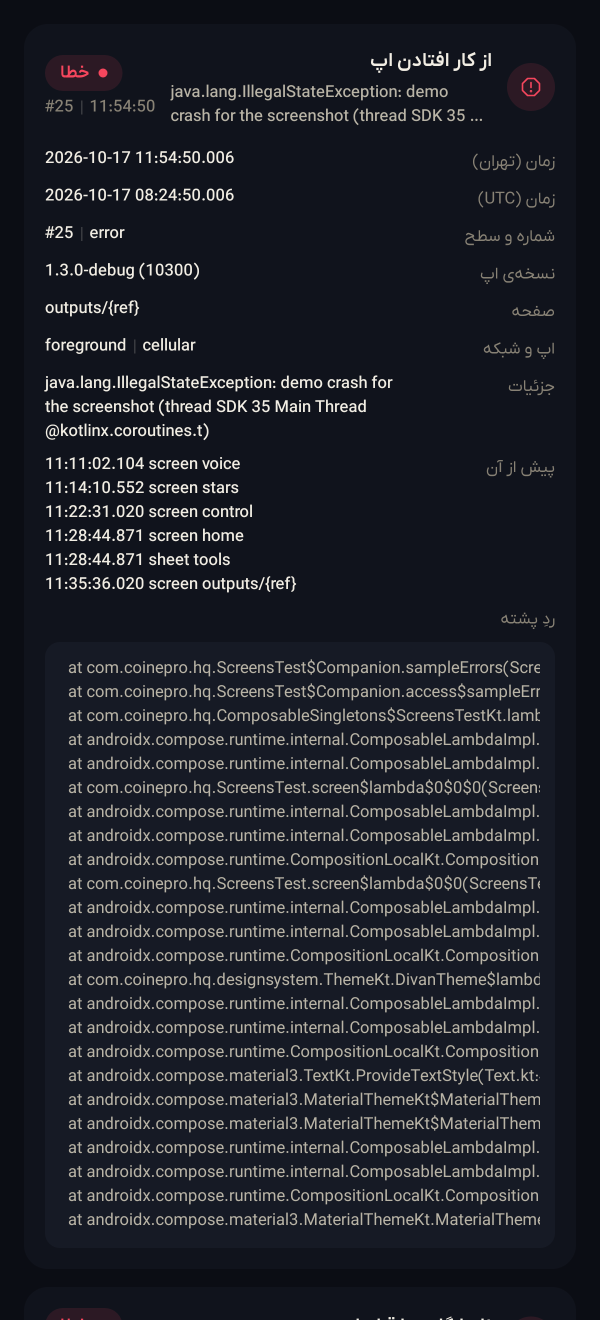 از کار افتادن اپ
خطا
java.lang.IllegalStateException: demo
crash for the screenshot (thread SDK 35 ...
#25 | 11:54:50
زمان (تهران)
2026-10-17 11:54:50.006
زمان (UTC)
2026-10-17 08:24:50.006
شماره و سطح
#25 | error
نسخه‌ی اپ
1.3.0-debug (10300)
صفحه
outputs/{ref}
اپ و شبکه
foreground | cellular
جزئیات
java.lang.IllegalStateException: demo crash for
the screenshot (thread SDK 35 Main Thread
@kotlinx.coroutines.t)
پیش از آن
11:11:02.104 screen voice
11:14:10.552 screen stars
11:22:31.020 screen control
11:28:44.871 screen home
11:28:44.871 sheet tools
11:35:36.020 screen outputs/{ref}
ردِ پشته
at com.coinepro.hq.ScreensTest$Companion.sampleErrors(Scre
at com.coinepro.hq.ScreensTest$Companion.access$sampleErr
at com.coinepro.hq.ComposableSingletons$ScreensTestKt.lamb
at androidx.compose.runtime.internal.ComposableLambdaImpl.
at androidx.compose.runtime.internal.ComposableLambdaImpl.
at com.coinepro.hq.ScreensTest.screen$lambda$0$0$0(Screens
at androidx.compose.runtime.internal.ComposableLambdaImpl.
at androidx.compose.runtime.internal.ComposableLambdaImpl.
at androidx.compose.runtime.CompositionLocalKt.Composition
at com.coinepro.hq.ScreensTest.screen$lambda$0$0(ScreensTe
at androidx.compose.runtime.internal.ComposableLambdaImpl.
at androidx.compose.runtime.internal.ComposableLambdaImpl.
at androidx.compose.runtime.CompositionLocalKt.Composition
at com.coinepro.hq.designsystem.ThemeKt.DivanTheme$lambd
at androidx.compose.runtime.internal.ComposableLambdaImpl.
at androidx.compose.runtime.internal.ComposableLambdaImpl.
at androidx.compose.runtime.CompositionLocalKt.Composition
at androidx.compose.material3.TextKt.ProvideTextStyle(Text.kt:
at androidx.compose.material3.MaterialThemeKt$MaterialThem
at androidx.compose.material3.MaterialThemeKt$MaterialThem
at androidx.compose.runtime.internal.ComposableLambdaImpl.
at androidx.compose.runtime.internal.ComposableLambdaImpl.
at androidx.compose.runtime.CompositionLocalKt.Composition
at androidx.compose.material3.MaterialThemeKt.MaterialTheme